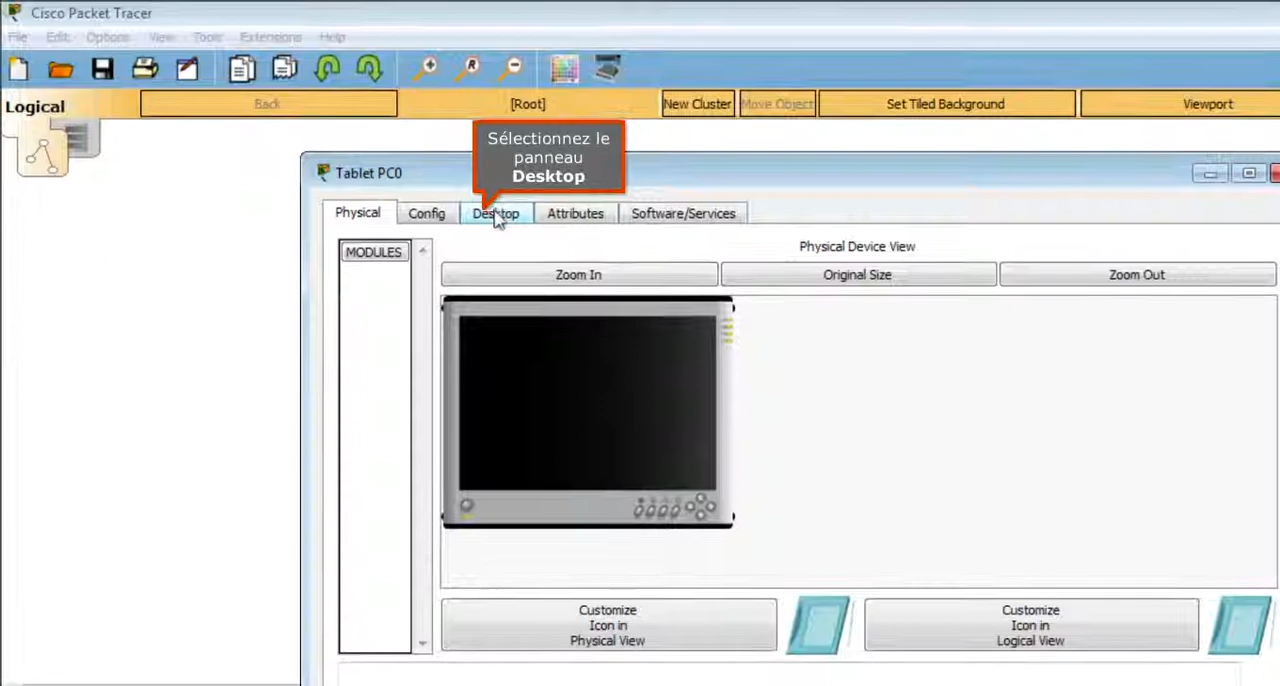 Cisco Packet Tracer
File Edit Options View Tools Extensions Help
Logical
Back
[Root]
New Cluster
Move Object
Set Tiled Background
Viewport
Sélectionnez le
panneau
Desktop
Tablet PC0
Physical
Config
Desktop
Attributes
Software/Services
MODULES
Physical Device View
Zoom In
Original Size
Zoom Out
Customize
Icon in
Physical View
Customize
Icon in
Logical View